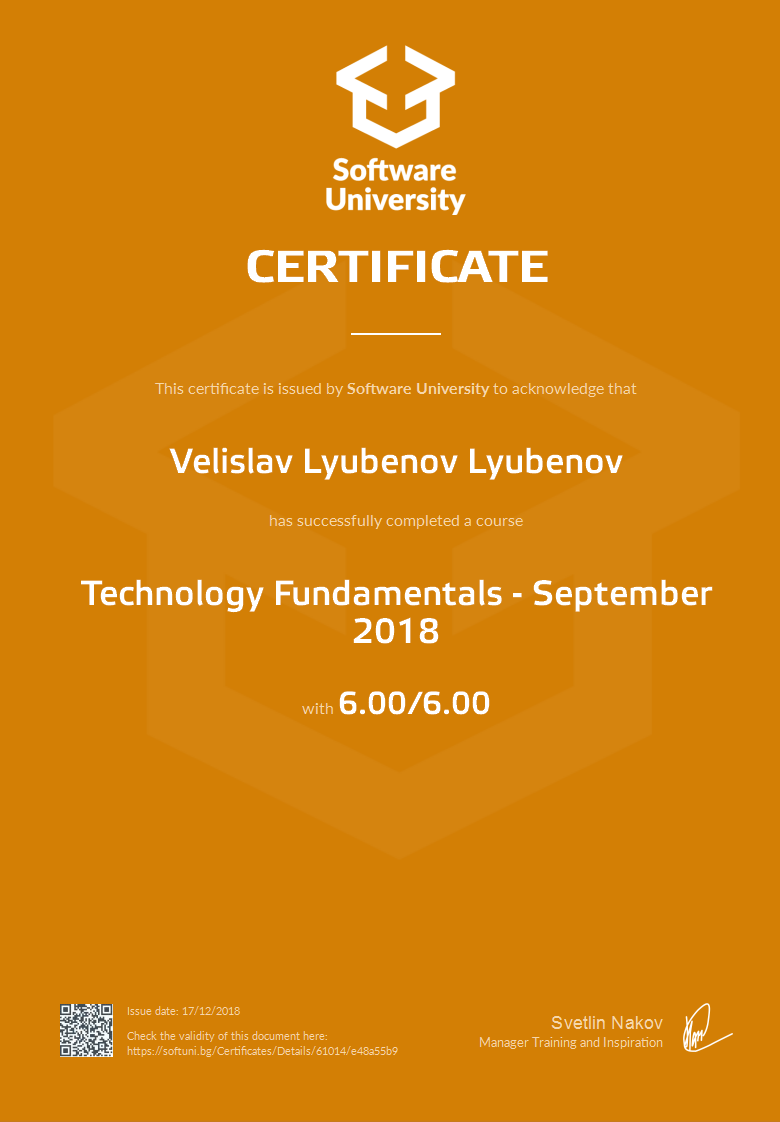 Software
University
CERTIFICATE
This certificate is issued by Software University to acknowledge that
Velislav Lyubenov Lyubenov
has successfully completed a course
Technology Fundamentals - September
2018
with 6.00/6.00
Issue date: 17/12/2018
Check the validity of this document here:
https://softuni.bg/Certificates/Details/61014/e48a55b9
Svetlin Nakov
Manager Training and Inspiration